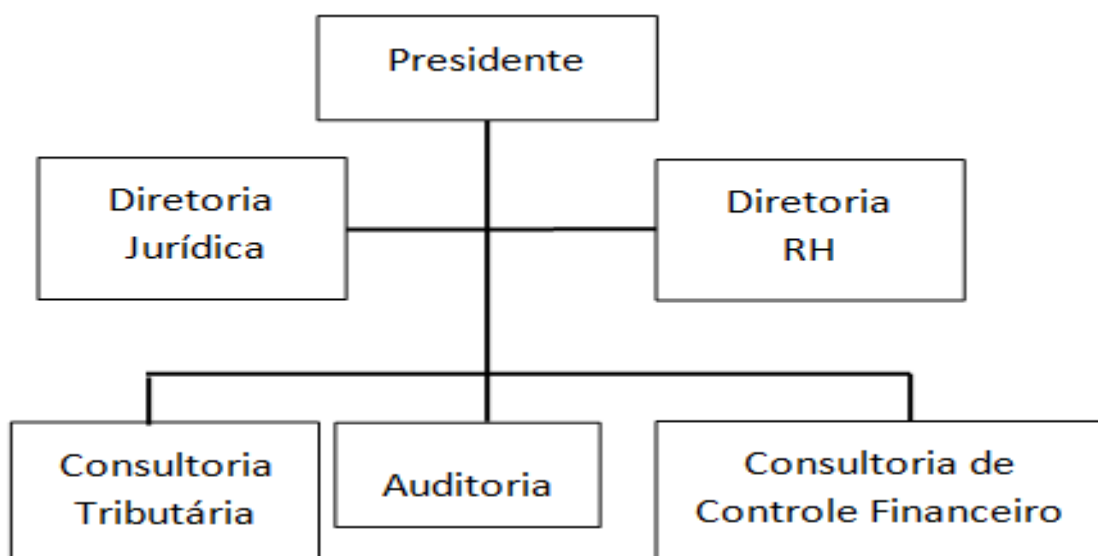 Presidente
Diretoria
Jurídica
Diretoria
RH
Consultoria
Tributária
Auditoria
Consultoria de
Controle Financeiro